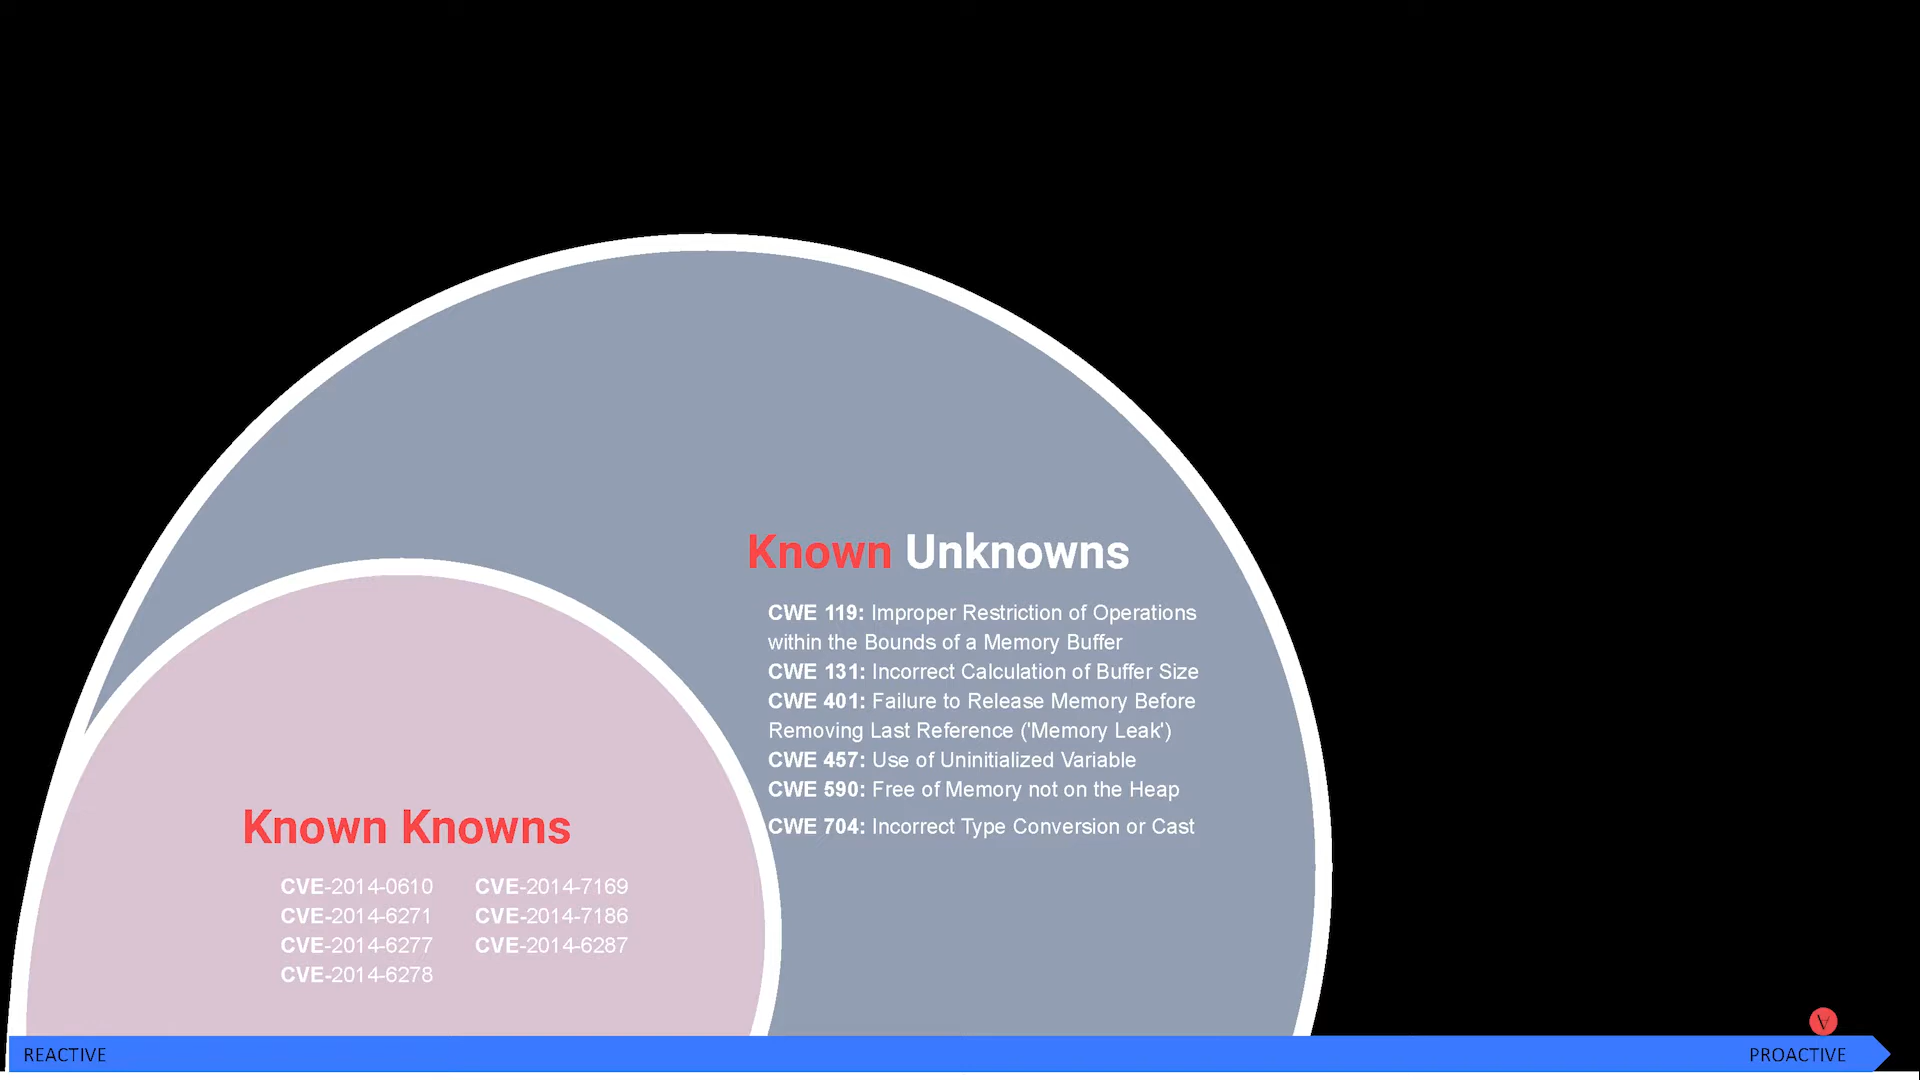 Known Unknowns
CWE 119: Improper Restriction of Operations
within the Bounds of a Memory Buffer
CWE 131: Incorrect Calculation of Buffer Size
CWE 401: Failure to Release Memory Before
Removing Last Reference ('Memory Leak')
CWE 457: Use of Uninitialized Variable
CWE 590: Free of Memory not on the Heap
CWE 704: Incorrect Type Conversion or Cast
Known Knowns
CVE-2014-0610 CVE-2014-7169
CVE-2014-6271 CVE-2014-7186
CVE-2014-6277 CVE-2014-6287
CVE-2014-6278
REACTIVE PROACTIVE